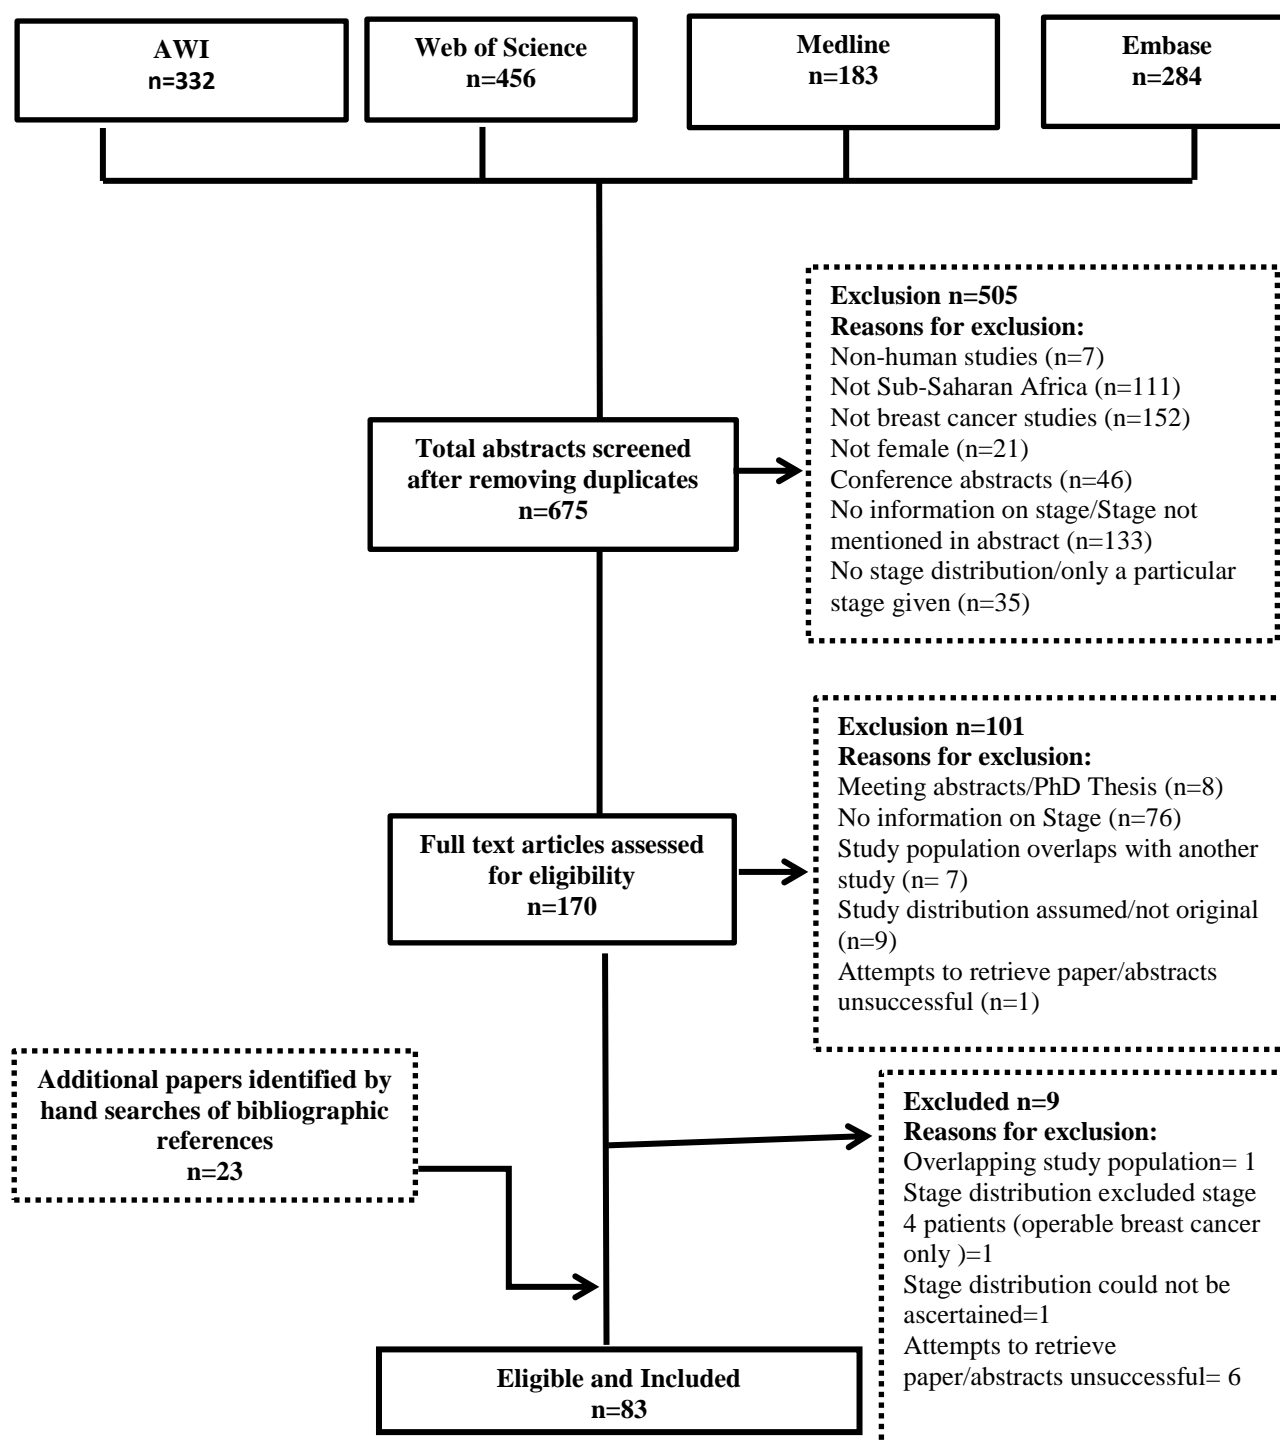 AWI
n=332
Web of Science
n=456
Medline
n=183
Embase
n=284
Exclusion n=505
Reasons for exclusion:
Non-human studies (n=7)
Not Sub-Saharan Africa (n=111)
Not breast cancer studies (n=152)
Not female (n=21)
Conference abstracts (n=46)
No information on stage/Stage not
mentioned in abstract (n=133)
No stage distribution/only a particular
stage given (n=35)
Total abstracts screened
after removing duplicates
n=675
Exclusion n=101
Reasons for exclusion:
Meeting abstracts/PhD Thesis (n=8)
No information on Stage (n=76)
Study population overlaps with another
study (n= 7)
Study distribution assumed/not original
(n=9)
Attempts to retrieve paper/abstracts
unsuccessful (n=1)
Full text articles assessed
for eligibility
n=170
Additional papers identified by
hand searches of bibliographic
references
n=23
Excluded n=9
Reasons for exclusion:
Overlapping study population= 1
Stage distribution excluded stage
4 patients (operable breast cancer
only )=1
Stage distribution could not be
ascertained=1
Attempts to retrieve
paper/abstracts unsuccessful= 6
Eligible and Included
n=83